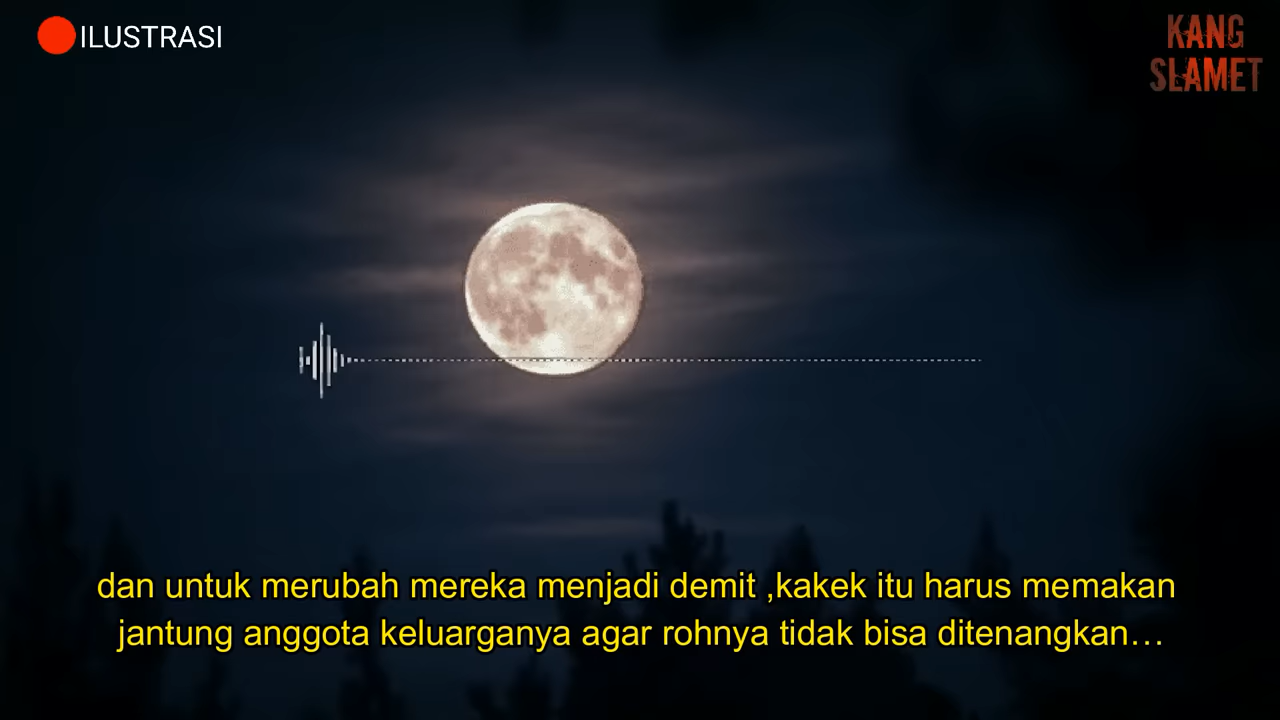 ILUSTRASI
KANG
SLAMET
dan untuk merubah mereka menjadi demit ,kakek itu harus memakan
jantung anggota keluarganya agar rohnya tidak bisa ditenangkan...